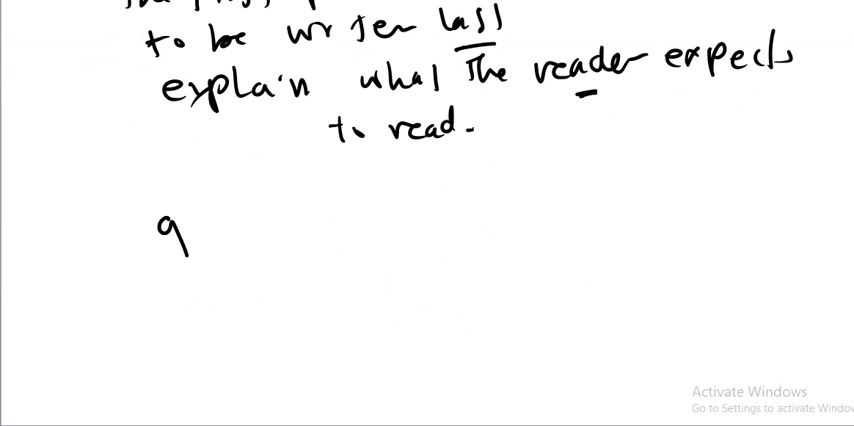 to be written last
explain what The reader expects
to read.
9
Activate Windows
Go to Settings to activate Window